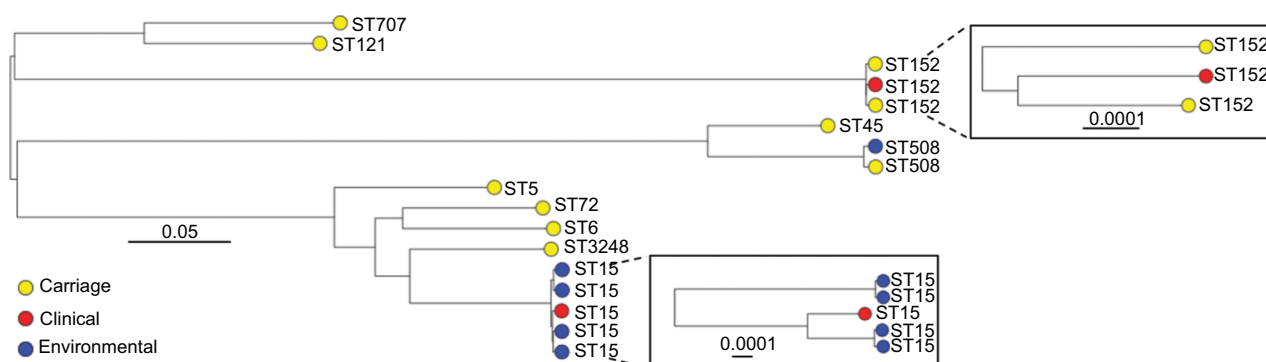 ST707
ST121
ST152
ST152
ST152
ST45
ST508
ST508
ST5
ST72
ST6
ST3248
ST15
ST15
ST15
ST15
ST15
0.05
Carriage
Clinical
Environmental
ST152
ST152
ST152
0.0001
ST15
ST15
ST15
ST15
ST15
0.0001